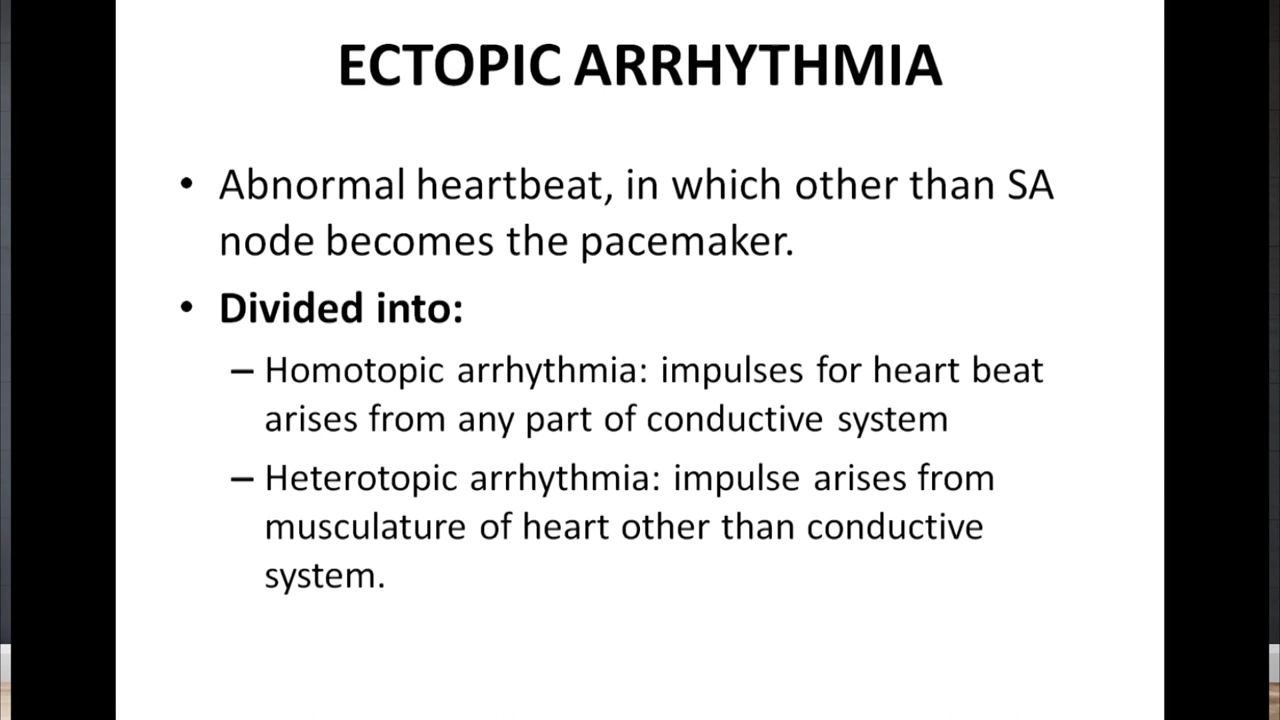 ECTOPIC ARRHYTHMIA
• Abnormal heartbeat, in which other than SA
node becomes the pacemaker.
• Divided into:
– Homotopic arrhythmia: impulses for heart beat
arises from any part of conductive system
– Heterotopic arrhythmia: impulse arises from
musculature of heart other than conductive
system.